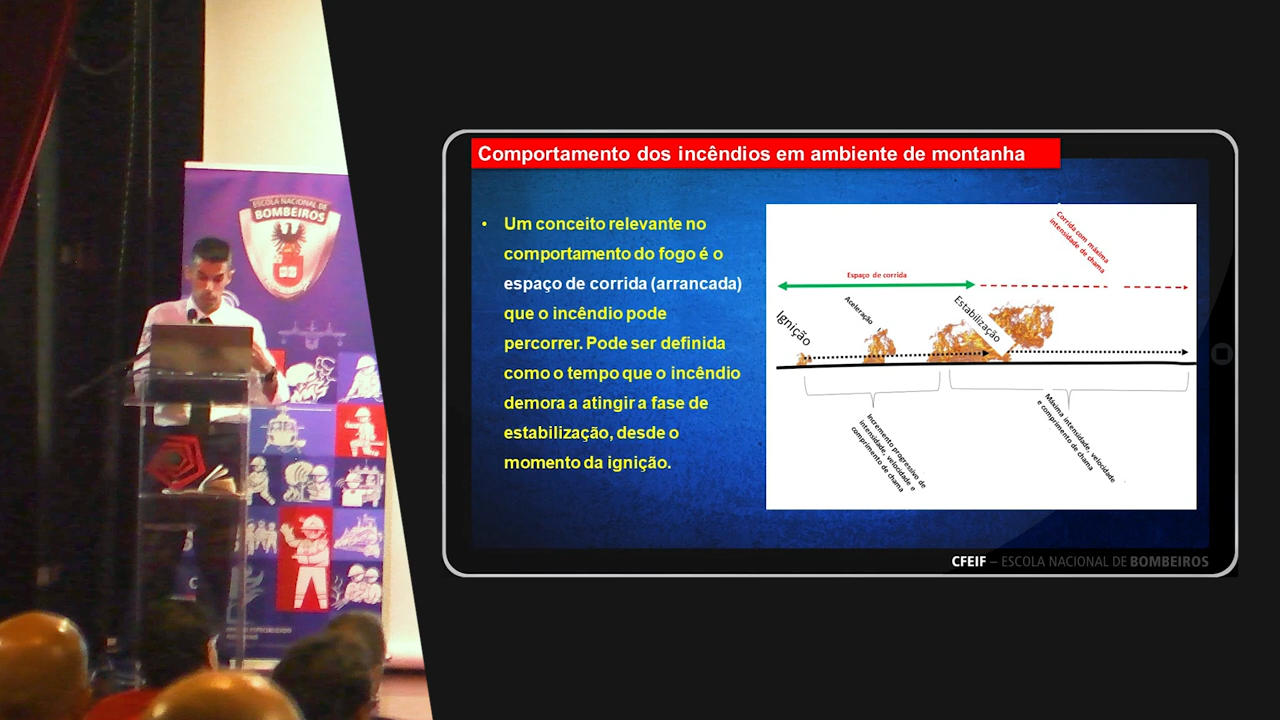 ESCOLA NACIONAL DE
BOMBEIROS
Comportamento dos incêndios em ambiente de montanha
• Um conceito relevante no
comportamento do fogo é o
espaço de corrida (arrancada)
que o incêndio pode
percorrer. Pode ser definida
como o tempo que o incêndio
demora a atingir a fase de
estabilização, desde o
momento da ignição.
Corrida com máxima
intensidade de chama
Espaço de corrida
Ignição
Aceleração
Estabilização
Incremento progressivo de
intensidade, velocidade e
comprimento de chama
Máxima intensidade, velocidade
e comprimento de chama
CFEIF – ESCOLA NACIONAL DE BOMBEIROS